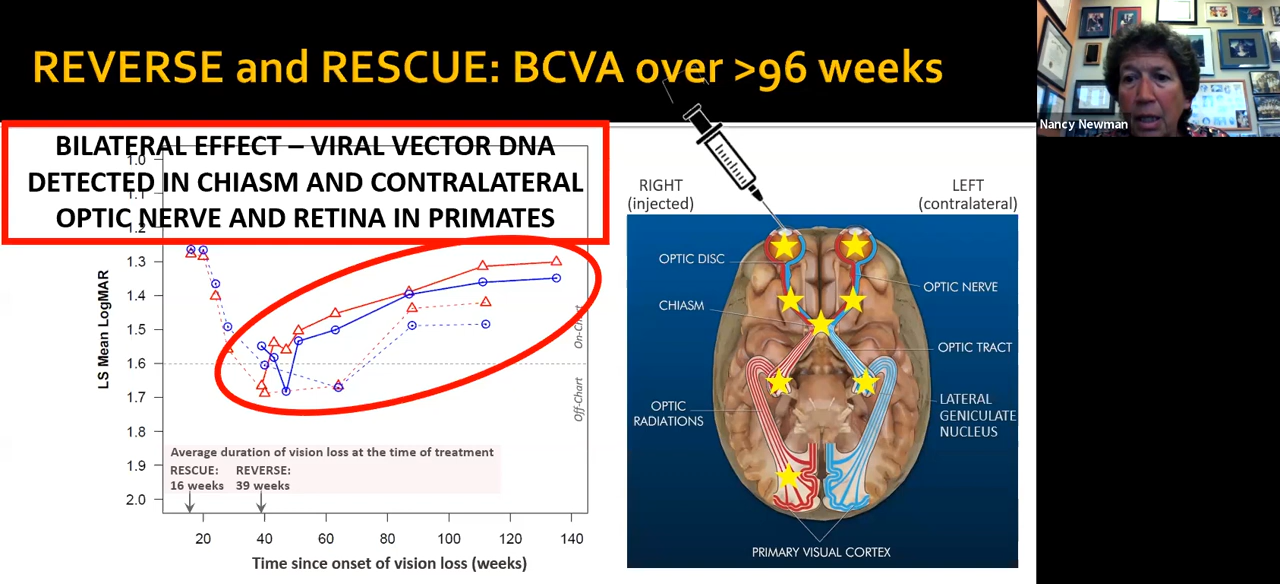 REVERSE and RESCUE: BCVA over >96 weeks
Nancy Newman
BILATERAL EFFECT – VIRAL VECTOR DNA
DETECTED IN CHIASM AND CONTRALATERAL
OPTIC NERVE AND RETINA IN PRIMATES
LS Mean LogMAR
1.0
1.1
1.2
1.3
1.4
1.5
1.6
1.7
1.8
1.9
2.0
On-Chart
Off-Chart
Average duration of vision loss at the time of treatment
RESCUE: REVERSE:
16 weeks 39 weeks
20 40 60 80 100 120 140
Time since onset of vision loss (weeks)
RIGHT
(injected)
LEFT
(contralateral)
OPTIC DISC
OPTIC NERVE
CHIASM
OPTIC TRACT
OPTIC
RADIATIONS
LATERAL
GENICULATE
NUCLEUS
PRIMARY VISUAL CORTEX